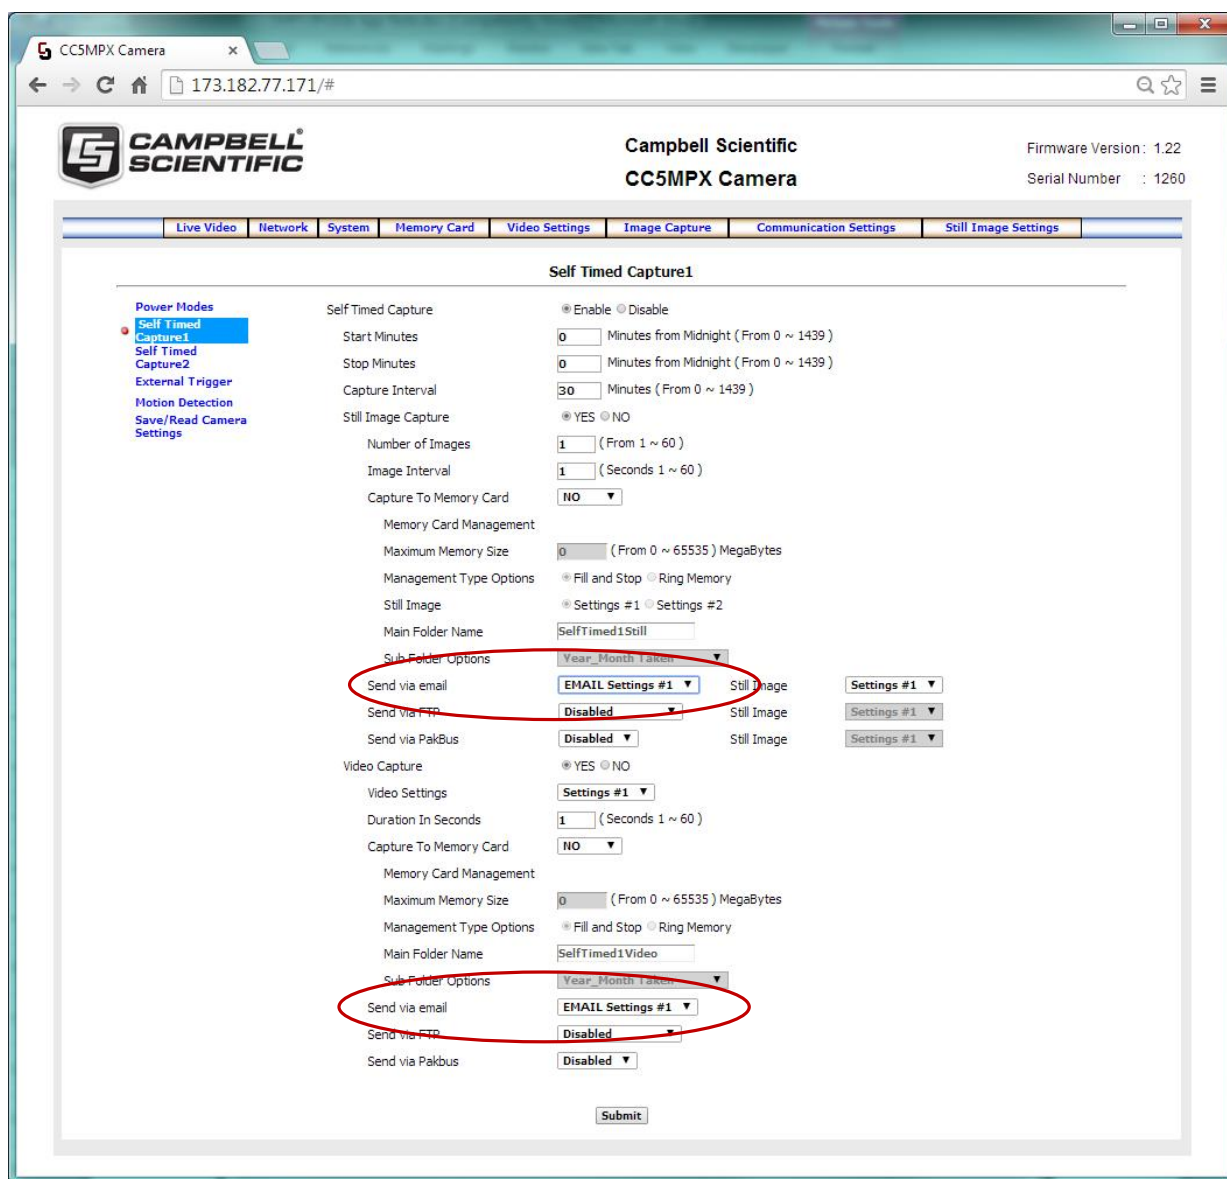 CC5MPX Camera
173.182.77.171/#
CAMPBELL SCIENTIFIC
Campbell Scientific
CC5MPX Camera
Firmware Version : 1.22
Serial Number : 1260
Live Video Network System Memory Card Video Settings Image Capture Communication Settings Still Image Settings
Self Timed Capture1
Power Modes
Self Timed
Capture1
Self Timed
Capture2
External Trigger
Motion Detection
Save/Read Camera
Settings
Self Timed Capture Enable Disable
Start Minutes 0 Minutes from Midnight ( From 0 ~ 1439 )
Stop Minutes 0 Minutes from Midnight ( From 0 ~ 1439 )
Capture Interval 30 Minutes ( From 0 ~ 1439 )
Still Image Capture YES NO
Number of Images 1 ( From 1 ~ 60 )
Image Interval 1 ( Seconds 1 ~ 60 )
Capture To Memory Card NO
Memory Card Management
Maximum Memory Size 0 ( From 0 ~ 65535 ) MegaBytes
Management Type Options Fill and Stop Ring Memory
Still Image Settings #1 Settings #2
Main Folder Name SelfTimed1Still
Sub Folder Options Year_Month Taken
Send via email EMAIL Settings #1 Still Image Settings #1
Send via FTP Disabled Still Image Settings #1
Send via PakBus Disabled Still Image Settings #1
Video Capture YES NO
Video Settings Settings #1
Duration In Seconds 1 ( Seconds 1 ~ 60 )
Capture To Memory Card NO
Memory Card Management
Maximum Memory Size 0 ( From 0 ~ 65535 ) MegaBytes
Management Type Options Fill and Stop Ring Memory
Main Folder Name SelfTimed1Video
Sub Folder Options Year_Month Taken
Send via email EMAIL Settings #1
Send via FTP Disabled
Send via Pakbus Disabled
Submit